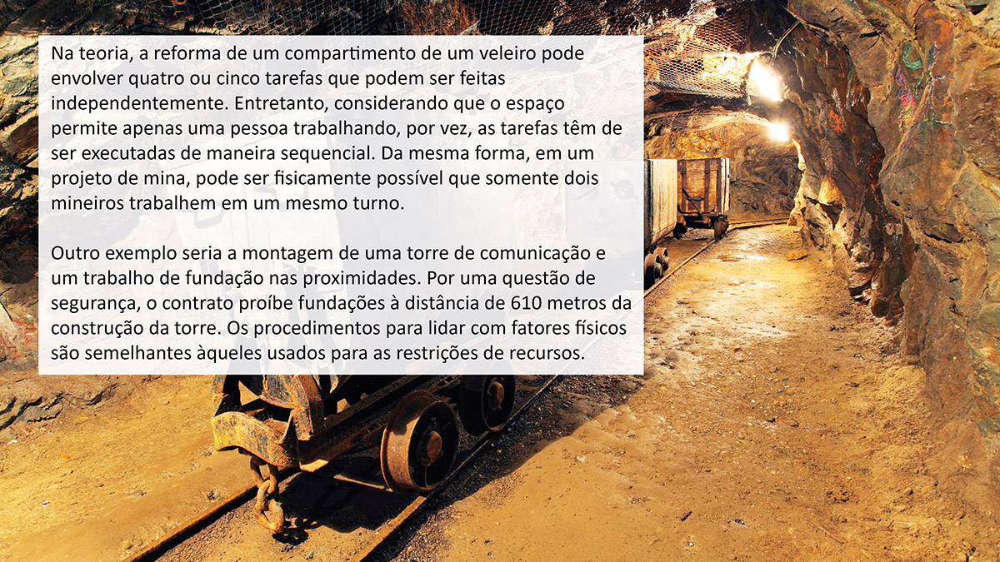 Na teoria, a reforma de um compartimento de um veleiro pode
envolver quatro ou cinco tarefas que podem ser feitas
independentemente. Entretanto, considerando que o espaço
permite apenas uma pessoa trabalhando, por vez, as tarefas têm de
ser executadas de maneira sequencial. Da mesma forma, em um
projeto de mina, pode ser fisicamente possível que somente dois
mineiros trabalhem em um mesmo turno.
Outro exemplo seria a montagem de uma torre de comunicação e
um trabalho de fundação nas proximidades. Por uma questão de
segurança, o contrato proíbe fundações à distância de 610 metros da
construção da torre. Os procedimentos para lidar com fatores físicos
são semelhantes àqueles usados para as restrições de recursos.